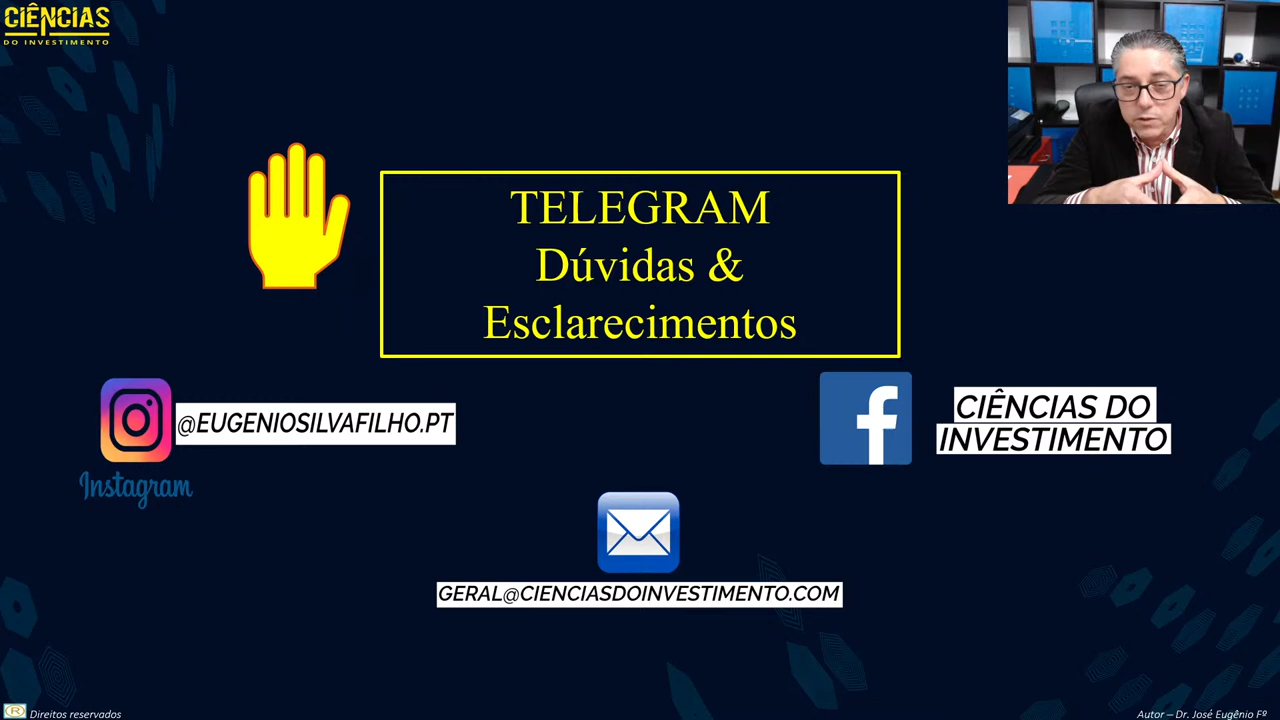 CIÊNCIAS
DO INVESTIMENTO
TELEGRAM
Dúvidas &
Esclarecimentos
@EUGENIOSILVAFILHO.PT
Instagram
CIÊNCIAS DO
INVESTIMENTO
GERAL@CIENCIASDOINVESTIMENTO.COM
R Direitos reservados
Autor – Dr. José Eugênio Fº